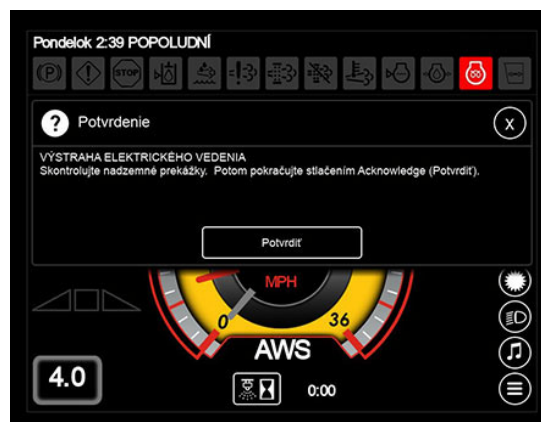 Pondelok 2:39 POPOLUDNÍ
(P) STOP
? Potvrdenie X
VÝSTRAHA ELEKTRICKÉHO VEDENIA
Skontrolujte nadzemné prekážky. Potom pokračujte stlačením Acknowledge (Potvrdiť).
Potvrdiť
MPH
0 36
AWS
4.0 0:00